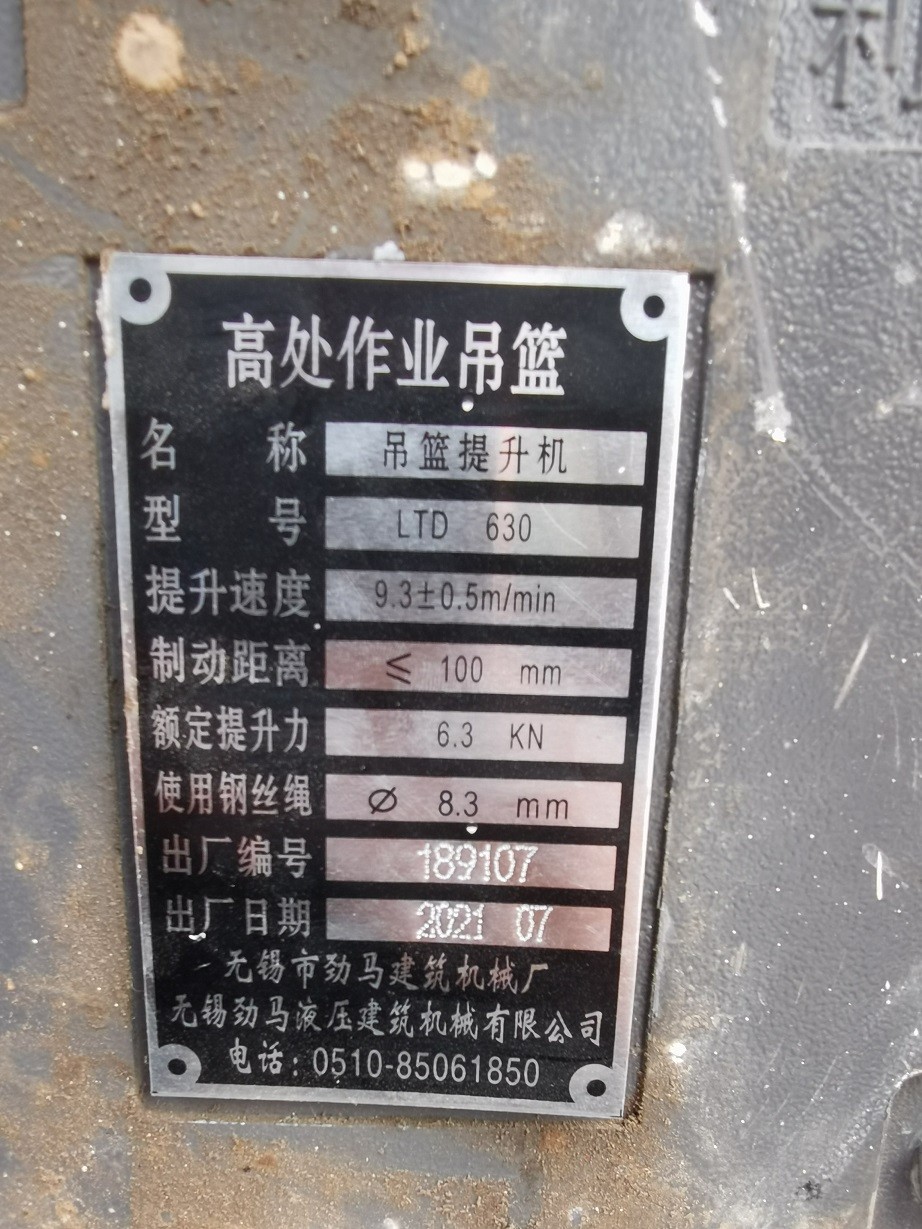 高处作业吊篮
名称 吊篮提升机
型号 LTD 630
提升速度 9.3±0.5m/min
制动距离 ≤ 100 mm
额定提升力 6.3 KN
使用钢丝绳 Ø 8.3 mm
出厂编号 189107
出厂日期 2021 07
无锡市劲马建筑机械厂
无锡劲马液压建筑机械有限公司
电话：0510-85061850